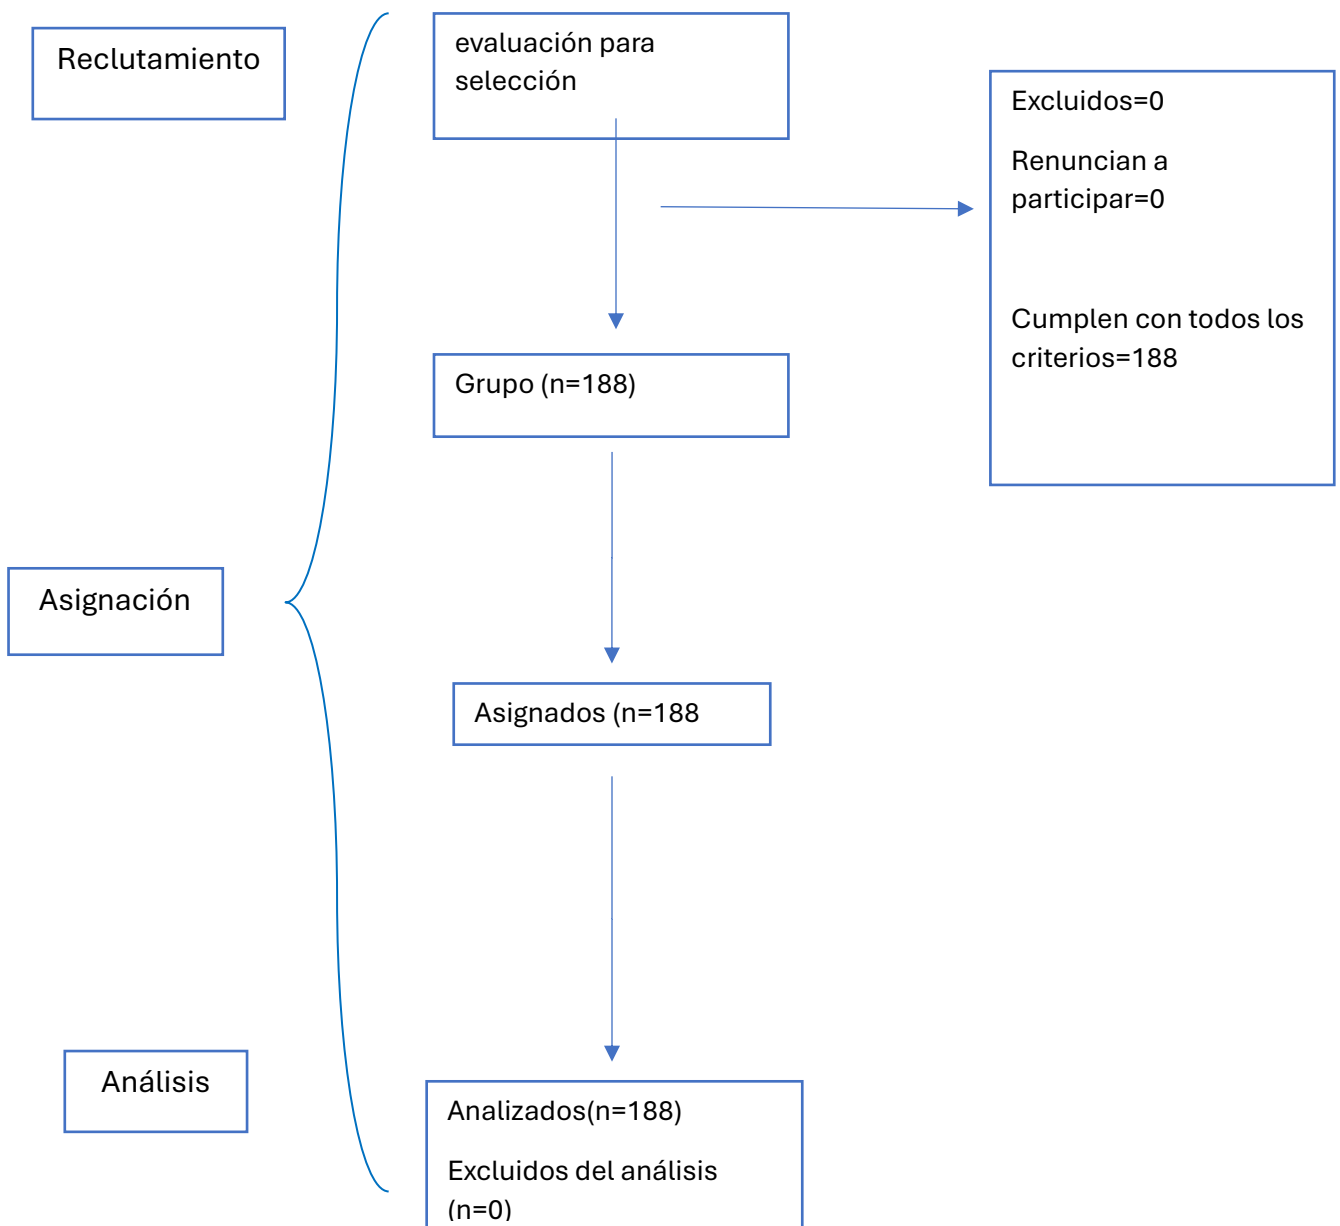 Reclutamiento
evaluación para
selección
Excluidos=0
Renuncian a
participar=0
Cumplen con todos los
criterios=188
Grupo (n=188)
Asignación
Asignados (n=188
Análisis
Analizados(n=188)
Excluidos del análisis
(n=0)